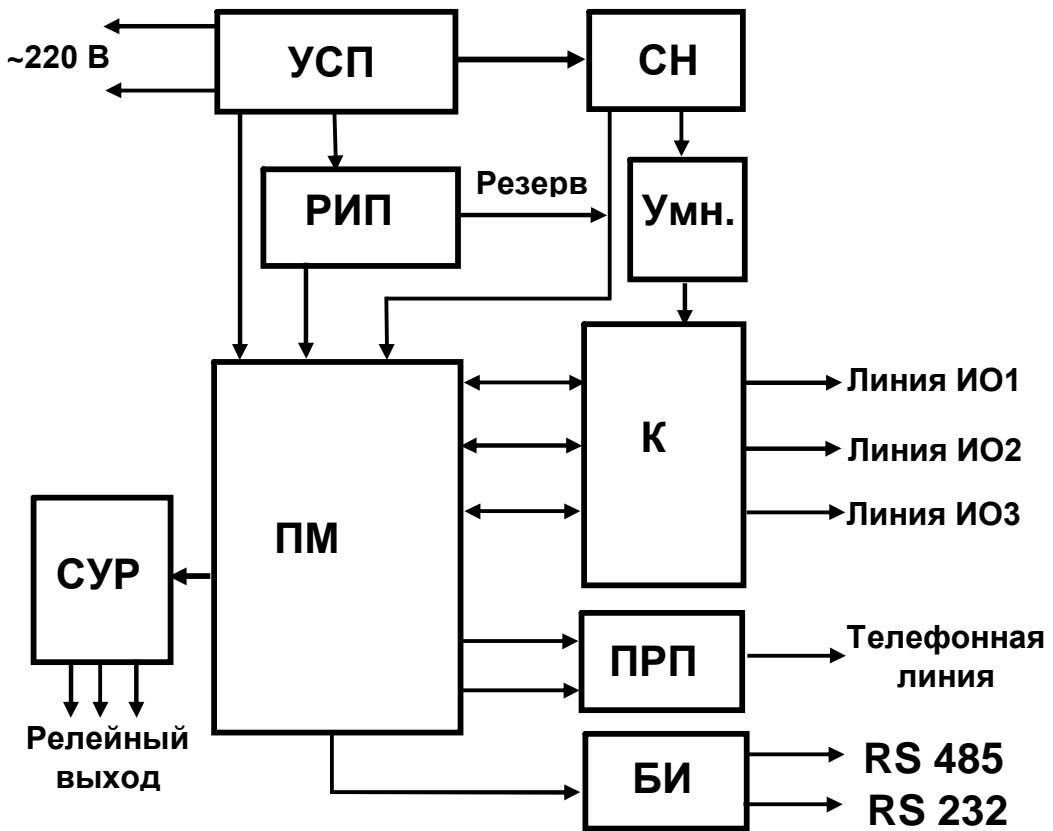 УСП
СН
~220 В
РИП
Резерв
Умн.
К
Линия ИО1
Линия ИО2
Линия ИО3
ПМ
СУР
ПРП
Телефонная
линия
Релейный
выход
БИ
RS 485
RS 232